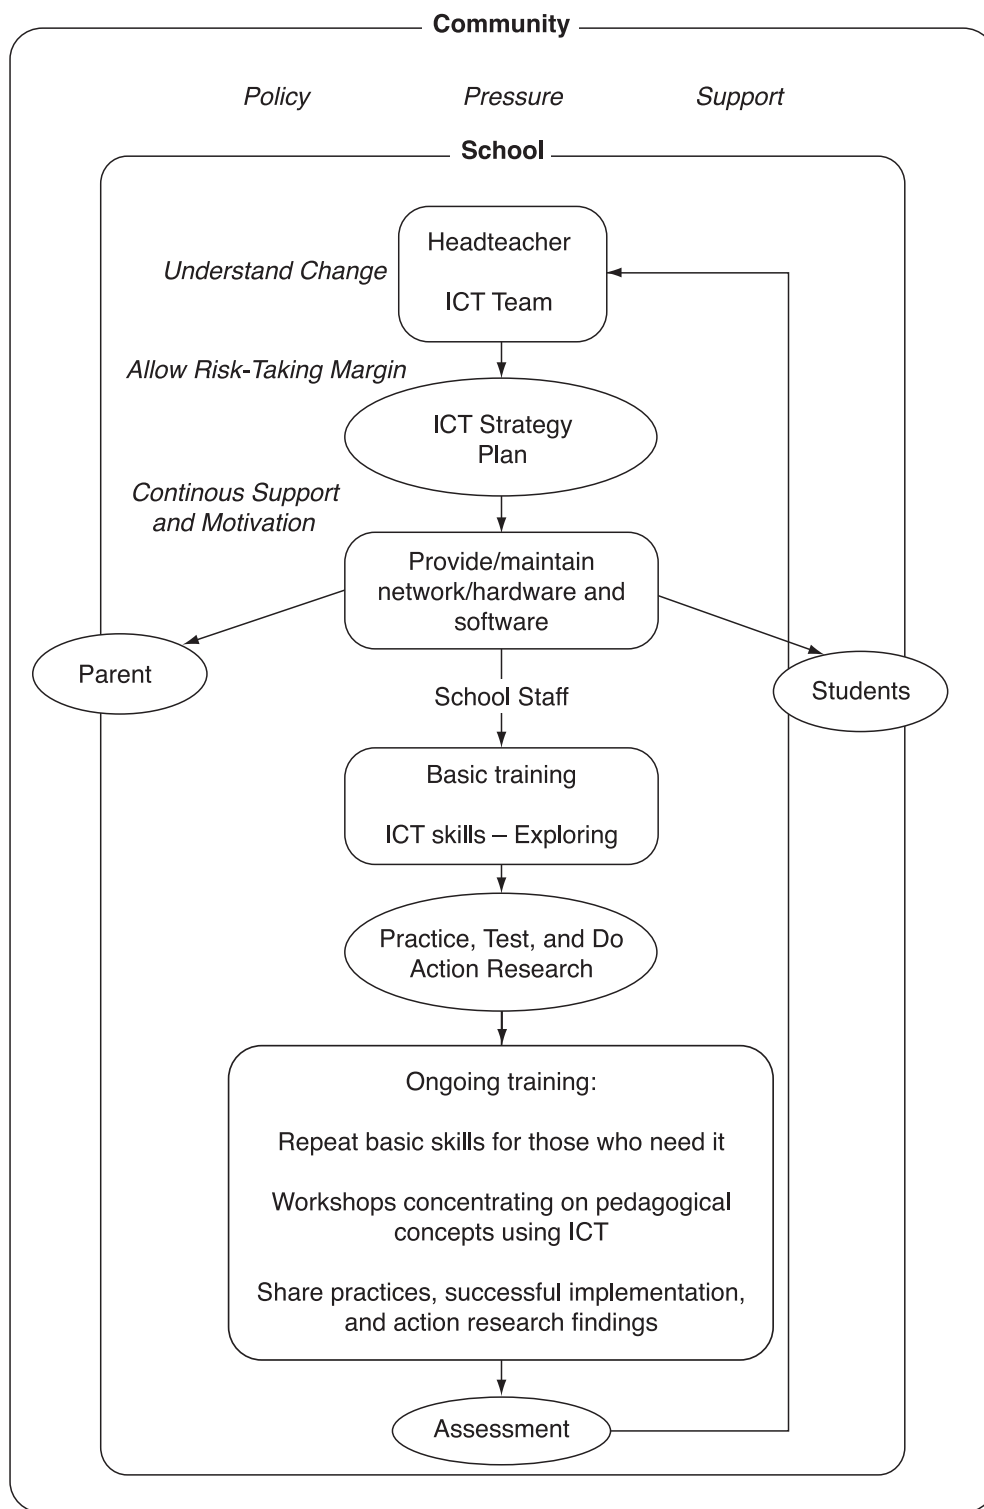 Community
Policy Pressure Support
School
Headteacher
ICT Team
Understand Change
Allow Risk-Taking Margin
ICT Strategy
Plan
Continous Support
and Motivation
Provide/maintain
network/hardware and
software
Parent
Students
School Staff
Basic training
ICT skills – Exploring
Practice, Test, and Do
Action Research
Ongoing training:
Repeat basic skills for those who need it
Workshops concentrating on pedagogical
concepts using ICT
Share practices, successful implementation,
and action research findings
Assessment